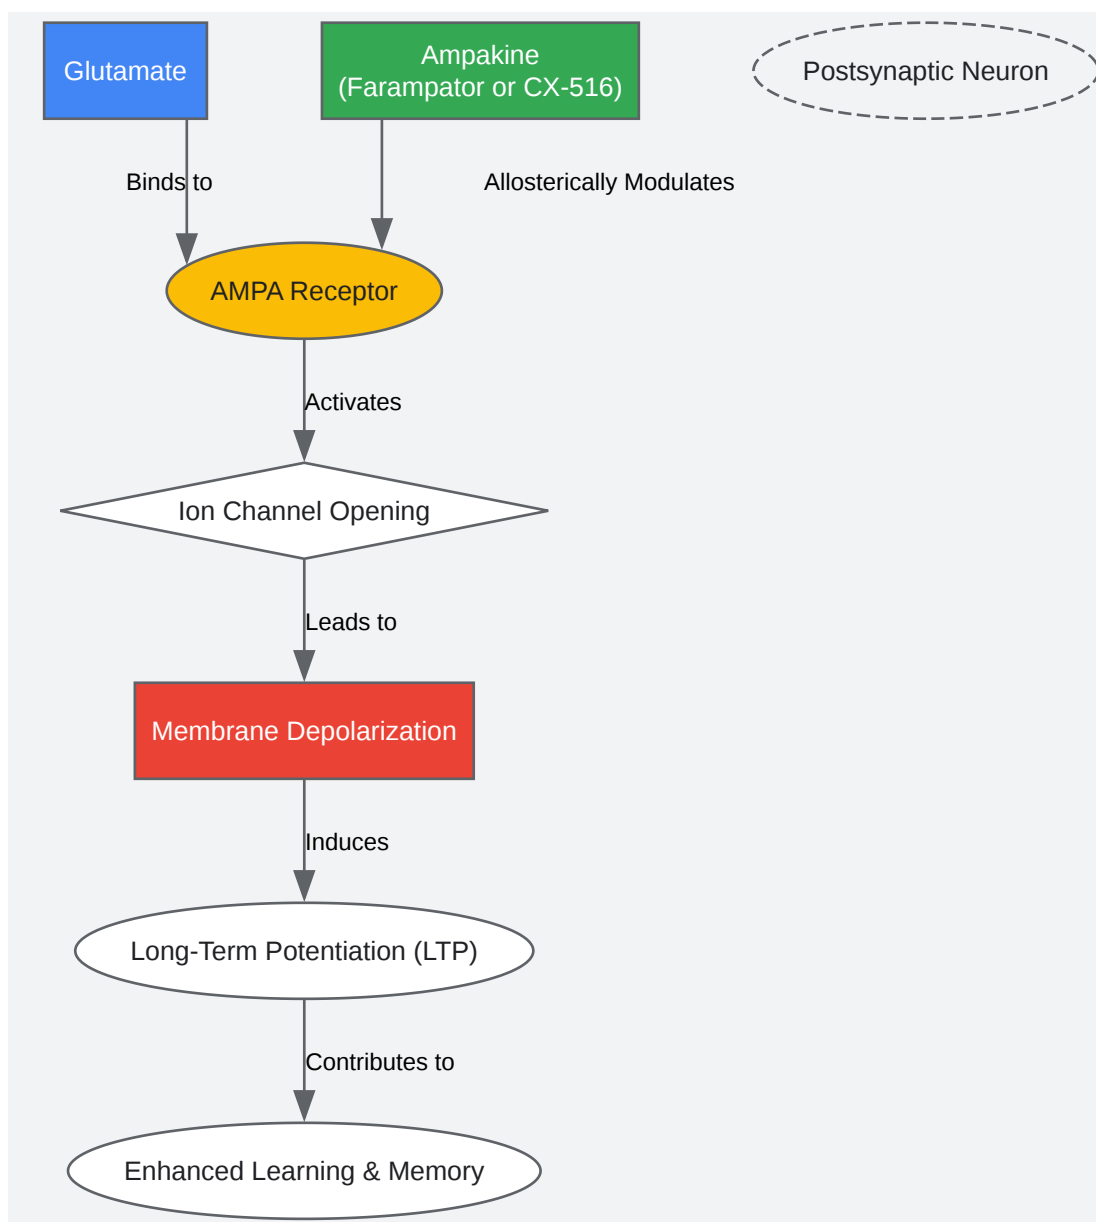 Glutamate
Ampakine
(Farampator or CX-516)
Postsynaptic Neuron
Binds to
Allosterically Modulates
AMPA Receptor
Activates
Ion Channel Opening
Leads to
Membrane Depolarization
Induces
Long-Term Potentiation (LTP)
Contributes to
Enhanced Learning & Memory